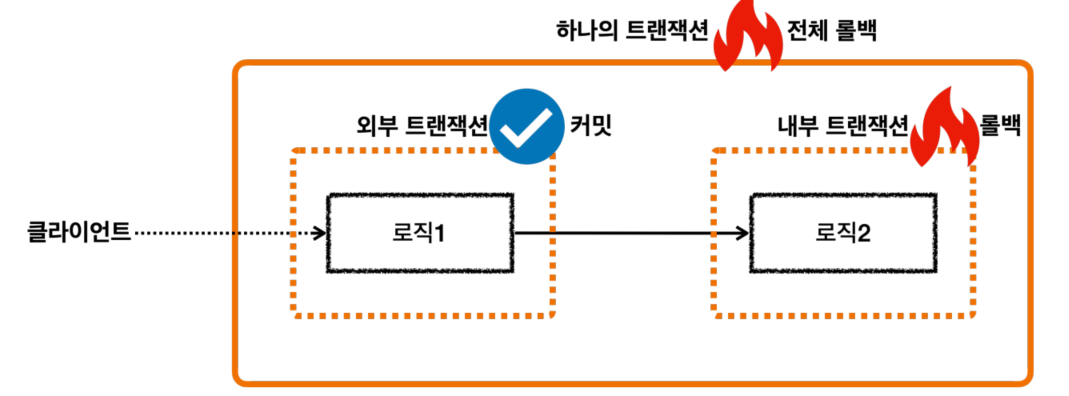 하나의 트랜잭션 전체 롤백
외부 트랜잭션 커밋
내부 트랜잭션 롤백
클라이언트
로직1
로직2